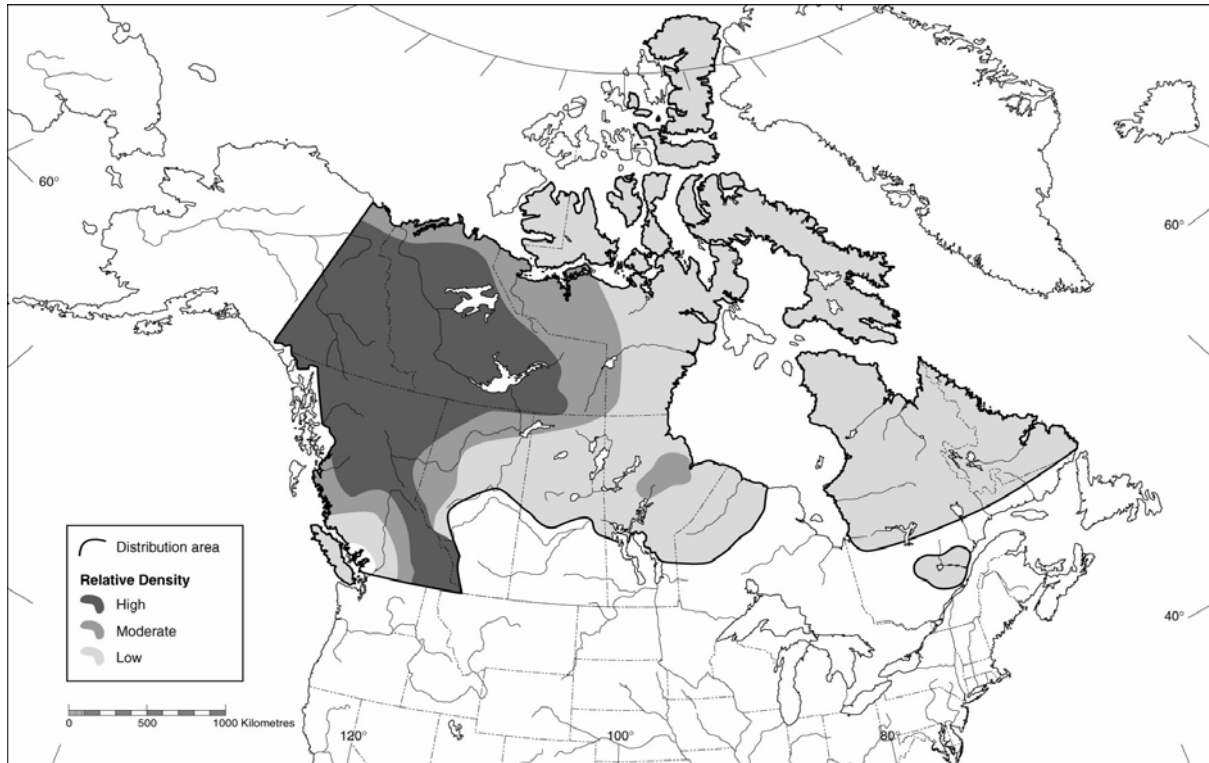 60°
60°
Distribution area
Relative Density
High
Moderate
Low
40°
0 500 1000 Kilometres
120°
100°
80°